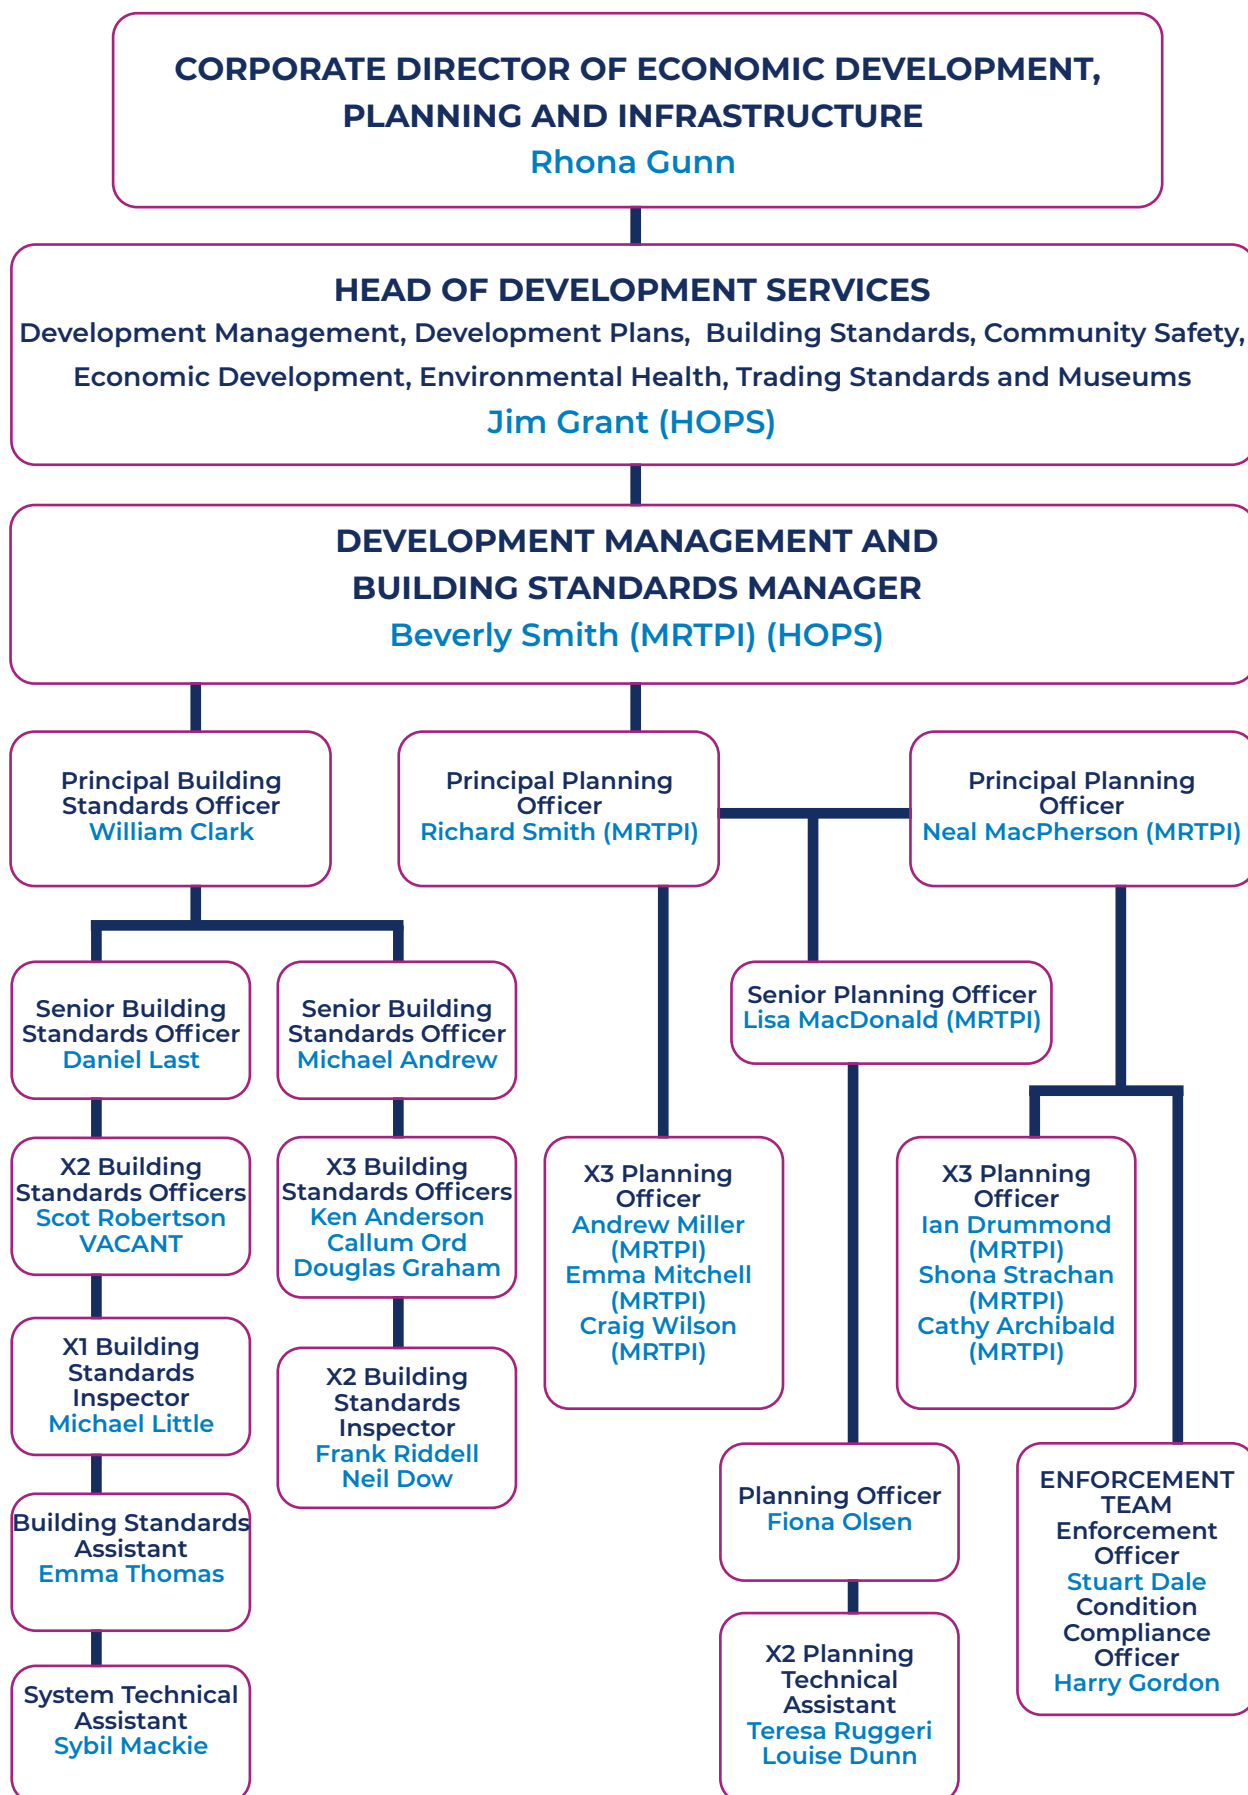 CORPORATE DIRECTOR OF ECONOMIC DEVELOPMENT,
PLANNING AND INFRASTRUCTURE
Rhona Gunn
HEAD OF DEVELOPMENT SERVICES
Development Management, Development Plans, Building Standards, Community Safety,
Economic Development, Environmental Health, Trading Standards and Museums
Jim Grant (HOPS)
DEVELOPMENT MANAGEMENT AND
BUILDING STANDARDS MANAGER
Beverly Smith (MRTPI) (HOPS)
Principal Building
Standards Officer
William Clark
Principal Planning
Officer
Richard Smith (MRTPI)
Principal Planning
Officer
Neal MacPherson (MRTPI)
Senior Building
Standards Officer
Daniel Last
Senior Building
Standards Officer
Michael Andrew
Senior Planning Officer
Lisa MacDonald (MRTPI)
X2 Building
Standards Officers
Scot Robertson
VACANT
X3 Building
Standards Officers
Ken Anderson
Callum Ord
Douglas Graham
X3 Planning
Officer
Andrew Miller
(MRTPI)
Emma Mitchell
(MRTPI)
Craig Wilson
(MRTPI)
X3 Planning
Officer
Ian Drummond
(MRTPI)
Shona Strachan
(MRTPI)
Cathy Archibald
(MRTPI)
X1 Building
Standards
Inspector
Michael Little
X2 Building
Standards
Inspector
Frank Riddell
Neil Dow
Planning Officer
Fiona Olsen
ENFORCEMENT
TEAM
Enforcement
Officer
Stuart Dale
Condition
Compliance
Officer
Harry Gordon
Building Standards
Assistant
Emma Thomas
X2 Planning
Technical
Assistant
Teresa Ruggeri
Louise Dunn
System Technical
Assistant
Sybil Mackie